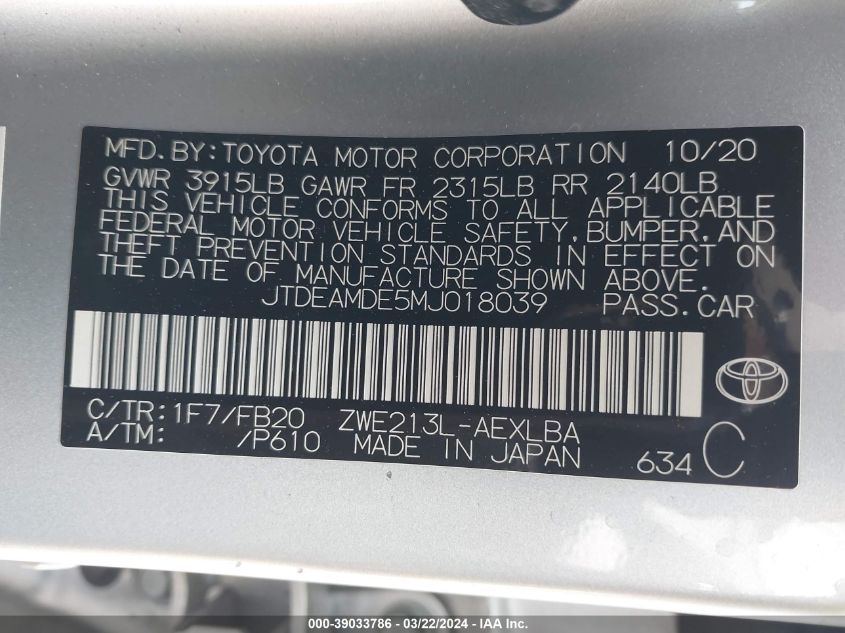 MFD.BY:TOYOTA MOTOR CORPORATION 10/20
GVWR 3915LB GAWR FR 2315LB RR 2140LB
THIS VEHICLE CONFORMS TO ALL APPLICABLE
FEDERAL MOTOR VEHICLE SAFETY,BUMPER,AND
THEFT PREVENTION STANDARDS IN EFFECT ON
THE DATE OF MANUFACTURE SHOWN ABOVE.
JTDEAMDE5MJ018039 PASS.CAR
C/TR:1F7/FB20 ZWE213L-AEXLBA
A/TM: /P610 MADE IN JAPAN 634 C
000-39033786 - 03/22/2024 - IAAI.COM